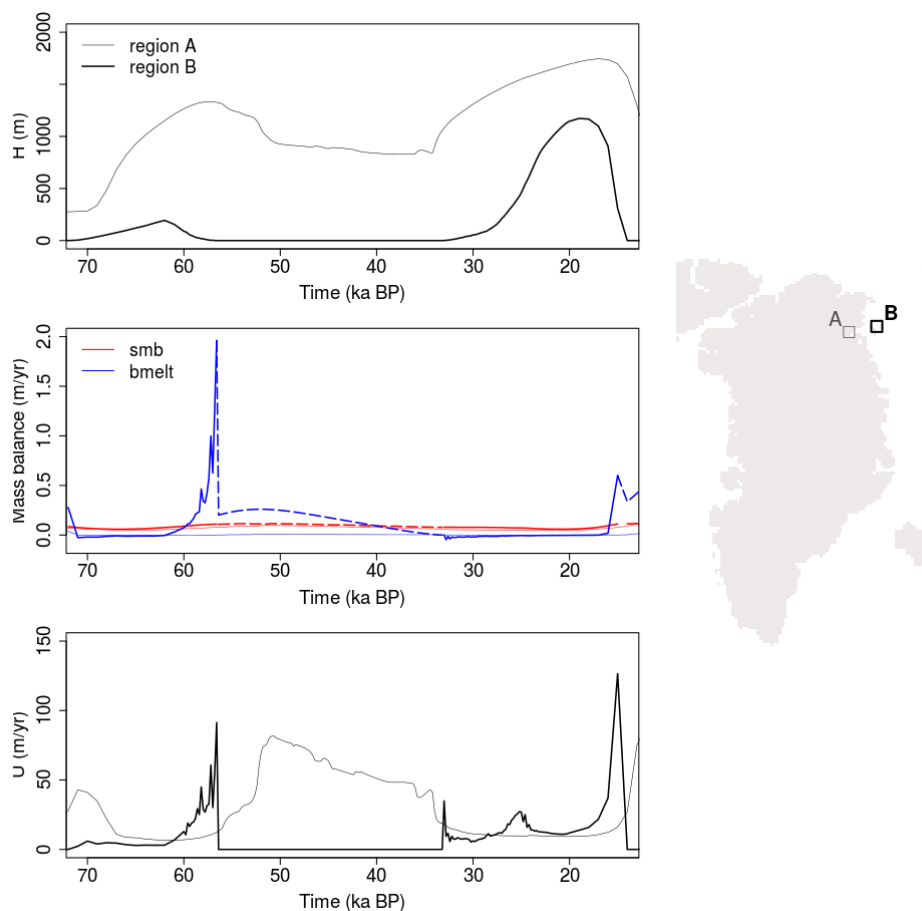 H (m)
2000
1000
500
0
region A
region B
70 60 50 40 30 20
Time (ka BP)
Mass balance (m/yr)
2.0
1.5
1.0
0.5
0.0
smb
bmelt
70 60 50 40 30 20
Time (ka BP)
A B
U (m/yr)
150
100
50
0
70 60 50 40 30 20
Time (ka BP)